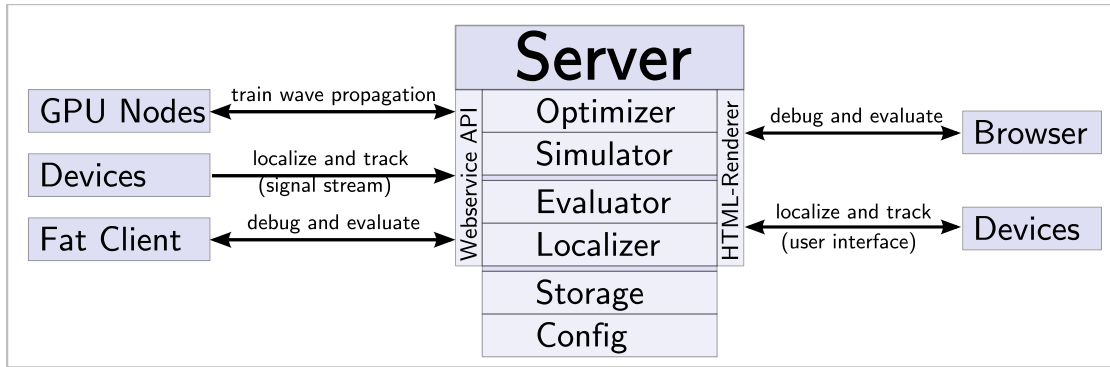 Server
GPU Nodes
train wave propagation
Devices
localize and track
(signal stream)
Fat Client
debug and evaluate
Webservice API
Optimizer
Simulator
Evaluator
Localizer
Storage
Config
HTML-Renderer
debug and evaluate
Browser
localize and track
(user interface)
Devices